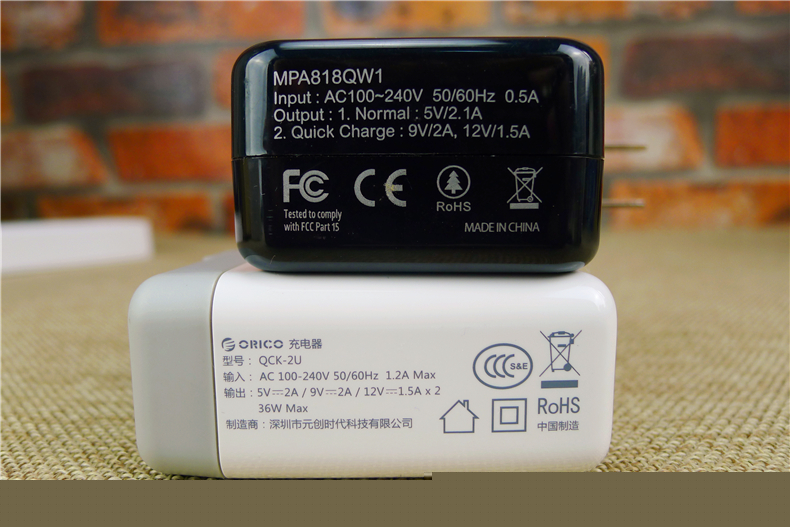 MPA818QW1
Input : AC100~240V 50/60Hz 0.5A
Output : 1. Normal : 5V/2.1A
2. Quick Charge : 9V/2A, 12V/1.5A
FC CE RoHS
Tested to comply
with FCC Part 15
MADE IN CHINA
ORICO 充电器
型号： QCK-2U
输入： AC 100-240V 50/60Hz 1.2A Max
输出：5V⎓2A / 9V⎓2A / 12V⎓1.5A x 2
36W Max
制造商：深圳市元创时代科技有限公司
CCC S&E
RoHS
中国制造